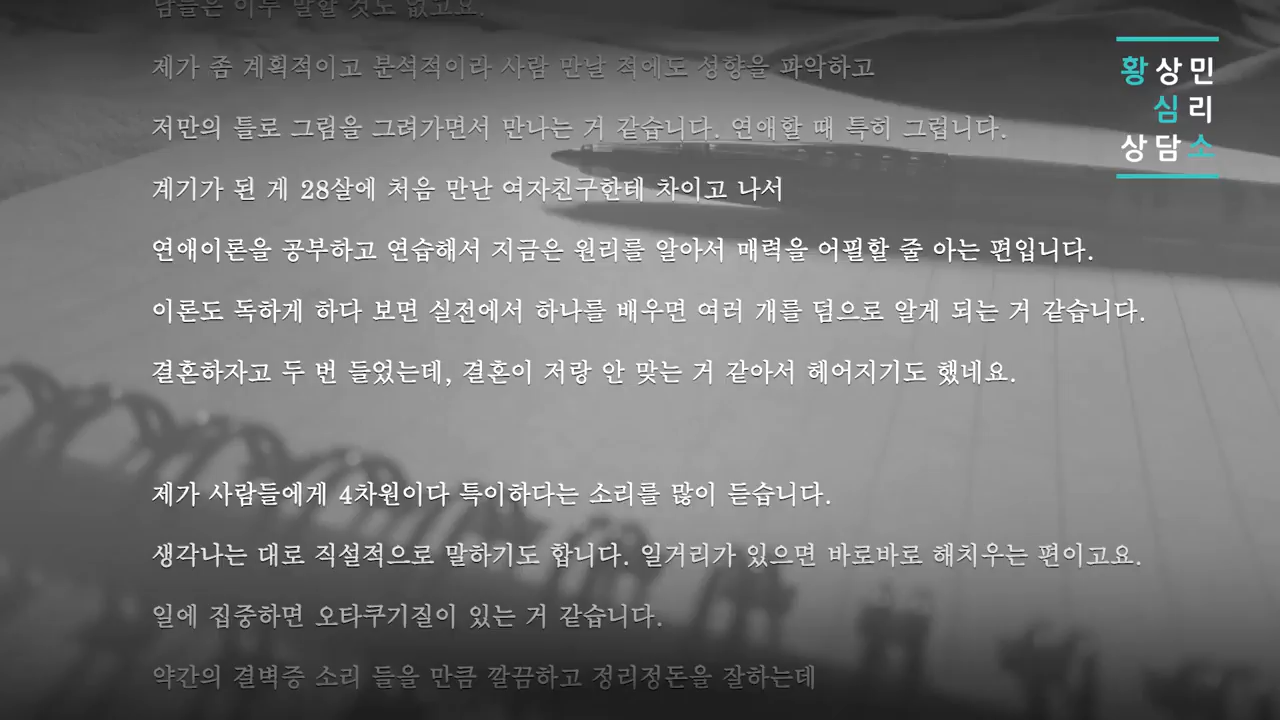 남들은 이루 말할 것도 없고요.
제가 좀 계획적이고 분석적이라 사람 만날 적에도 성향을 파악하고
저만의 틀로 그림을 그려가면서 만나는 거 같습니다. 연애할 때 특히 그럽니다.
계기가 된 게 28살에 처음 만난 여자친구한테 차이고 나서
연애이론을 공부하고 연습해서 지금은 원리를 알아서 매력을 어필할 줄 아는 편입니다.
이론도 독하게 하다 보면 실전에서 하나를 배우면 여러 개를 덤으로 알게 되는 거 같습니다.
결혼하자고 두 번 들었는데, 결혼이 저랑 안 맞는 거 같아서 헤어지기도 했네요.
제가 사람들에게 4차원이다 특이하다는 소리를 많이 듣습니다.
생각나는 대로 직설적으로 말하기도 합니다. 일거리가 있으면 바로바로 해치우는 편이고요.
일에 집중하면 오타쿠기질이 있는 거 같습니다.
약간의 결벽증 소리 들을 만큼 깔끔하고 정리정돈을 잘하는데
황상민
심리
상담소